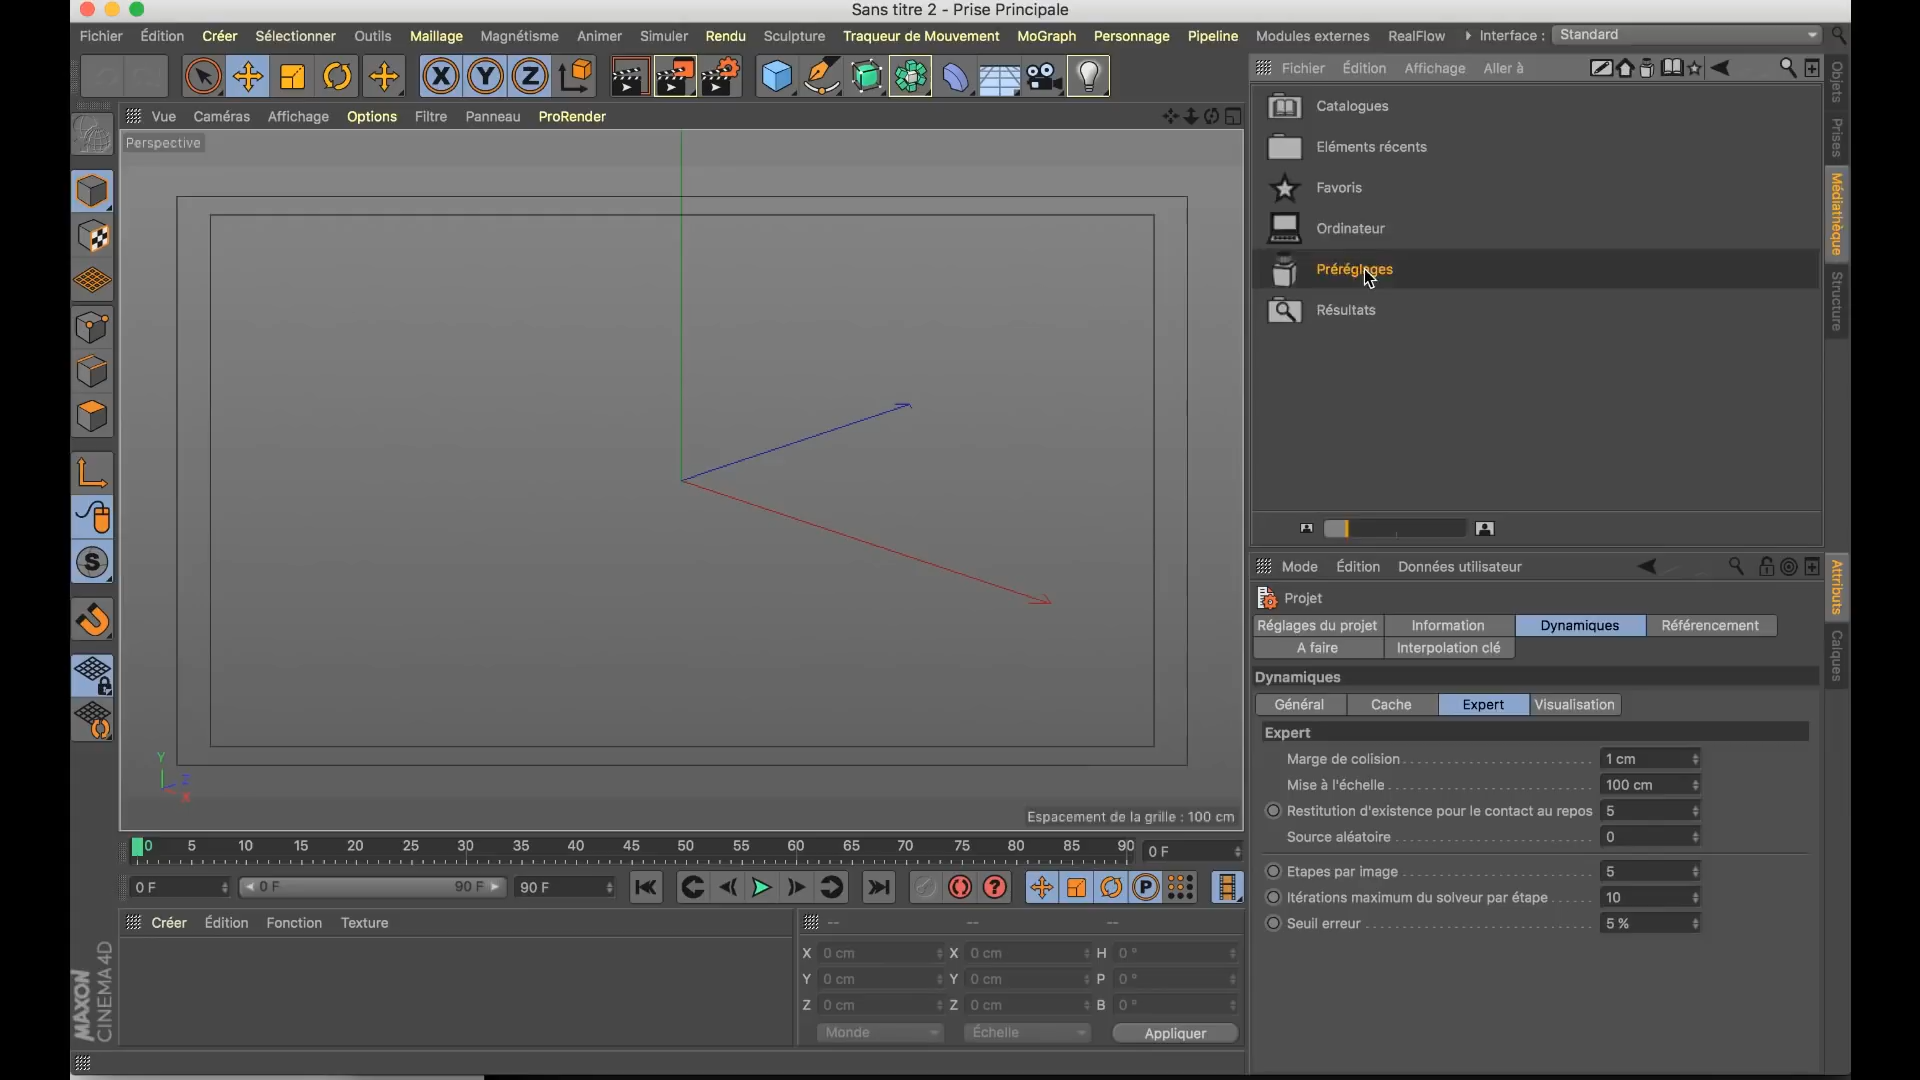 Sans titre 2 - Prise Principale
Fichier Édition Créer Sélectionner Outils Maillage Magnétisme Animer Simuler Rendu Sculpture Traqueur de Mouvement MoGraph Personnage Pipeline Modules externes RealFlow Interface : Standard
X Y Z
Fichier Édition Affichage Aller à
Vue Caméras Affichage Options Filtre Panneau ProRender
Perspective
Catalogues
Eléments récents
Favoris
Ordinateur
Préréglages
Résultats
Objets
Prises
Médiathèque
Structure
S
Y
Z
X
Espacement de la grille : 100 cm
Mode Édition Données utilisateur
Projet
Réglages du projet Information Dynamiques Référencement
A faire Interpolation clé
Dynamiques
Général Cache Expert Visualisation
Expert
Marge de colision 1 cm
Mise à l'échelle 100 cm
Restitution d'existence pour le contact au repos 5
Source aléatoire 0
Etapes par image 5
Itérations maximum du solveur par étape 10
Seuil erreur 5 %
Attributs
Calques
0 5 10 15 20 25 30 35 40 45 50 55 60 65 70 75 80 85 90 0 F
0 F 0 F 90 F 90 F ? P
Créer Édition Fonction Texture
-- -- --
X 0 cm X 0 cm H 0 °
Y 0 cm Y 0 cm P 0 °
Z 0 cm Z 0 cm B 0 °
Monde Échelle Appliquer
MAXON
CINEMA4D